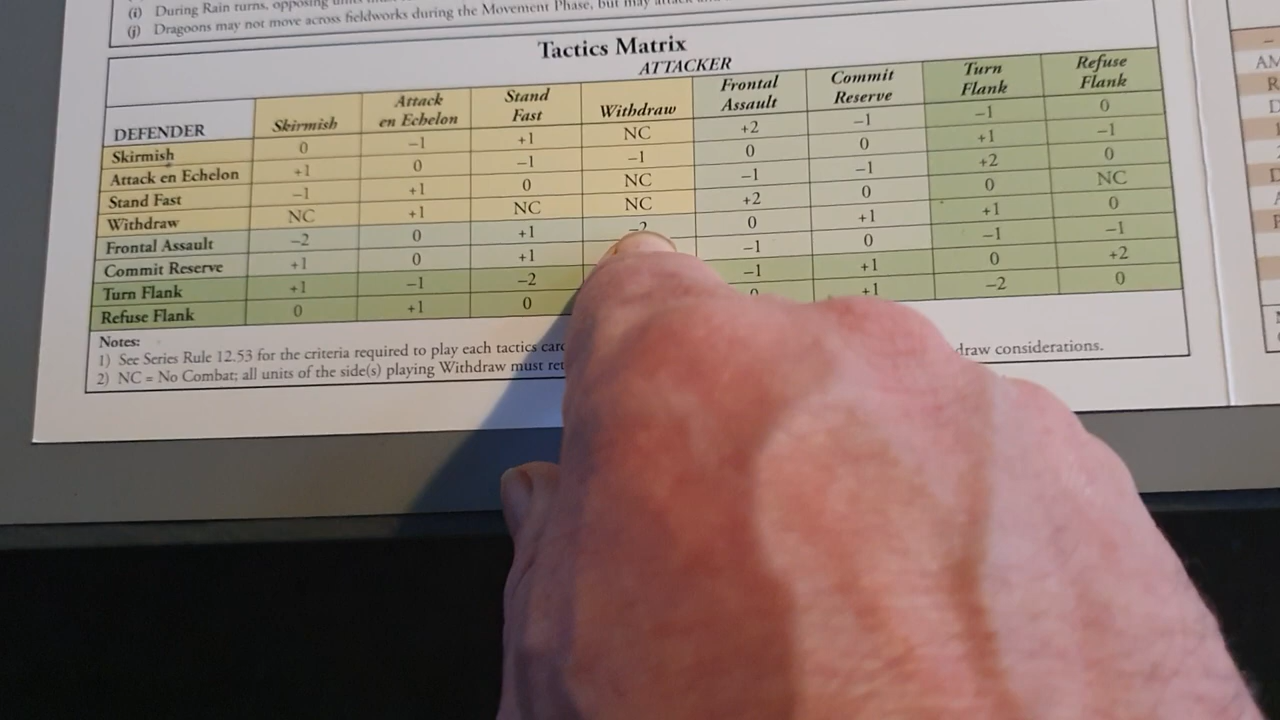 (i) During Rain turns, opposing
(j) Dragoons may not move across fieldworks during the Movement Phase, but may
Tactics Matrix
ATTACKER
DEFENDER Skirmish Attack en Echelon Stand Fast Withdraw Frontal Assault Commit Reserve Turn Flank Refuse Flank
Skirmish 0 −1 +1 NC +2 −1 −1 0
Attack en Echelon +1 0 −1 −1 0 0 +1 −1
Stand Fast −1 +1 0 NC −1 −1 +2 0
Withdraw NC +1 NC NC +2 0 0 NC
Frontal Assault −2 0 +1 −2 0 +1 +1 0
Commit Reserve +1 0 +1 −1 0 −1 −1
Turn Flank +1 −1 −2 −1 +1 0 +2
Refuse Flank 0 +1 0 0 +1 −2 0
Notes:
1) See Series Rule 12.53 for the criteria required to play each tactics draw considerations.
2) NC = No Combat; all units of the side(s) playing Withdraw must